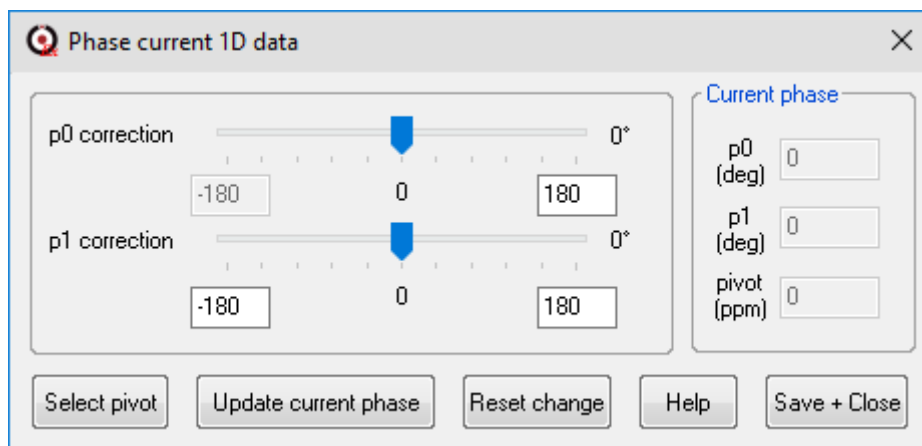 Phase current 1D data
p0 correction
0°
-180
0
180
p1 correction
0°
-180
0
180
Current phase
p0
(deg)
0
p1
(deg)
0
pivot
(ppm)
0
Select pivot
Update current phase
Reset change
Help
Save + Close